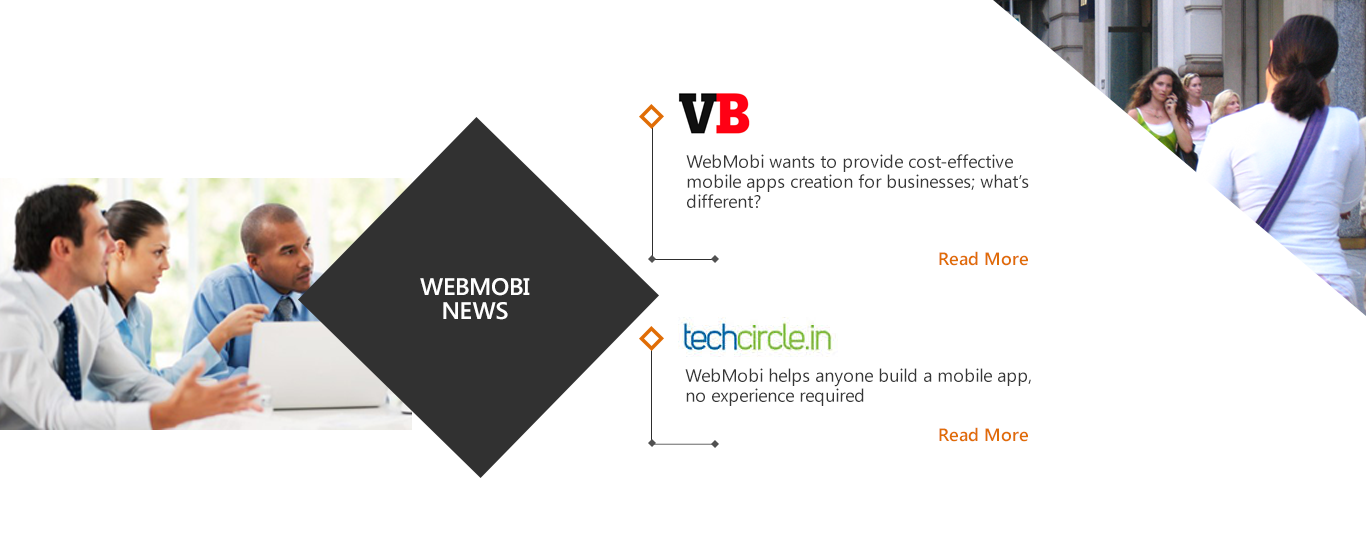 WEBMOBI
NEWS
VB
WebMobi wants to provide cost-effective
mobile apps creation for businesses; what's
different?
Read More
techcircle.in
WebMobi helps anyone build a mobile app,
no experience required
Read More